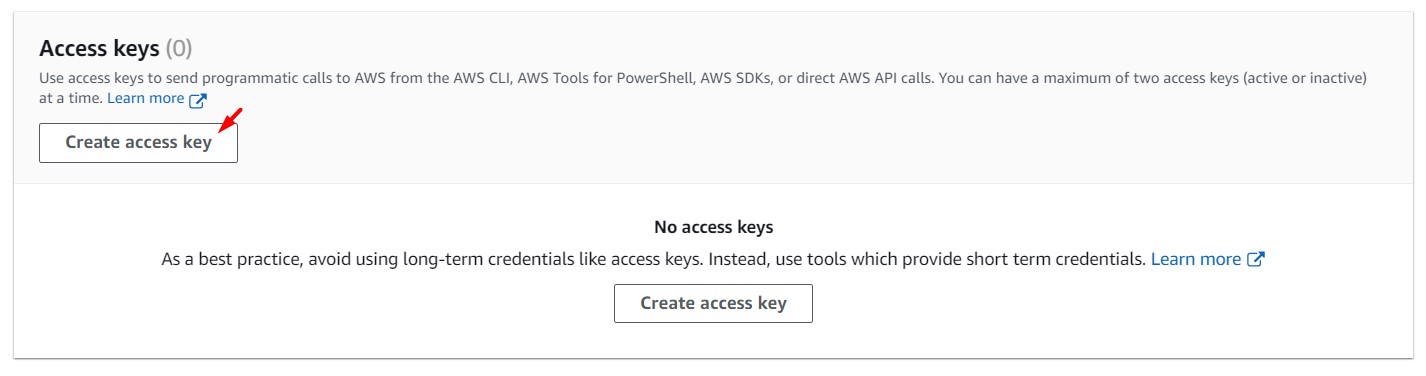 Access keys (0)
Use access keys to send programmatic calls to AWS from the AWS CLI, AWS Tools for PowerShell, AWS SDKs, or direct AWS API calls. You can have a maximum of two access keys (active or inactive)
at a time. Learn more
Create access key
No access keys
As a best practice, avoid using long-term credentials like access keys. Instead, use tools which provide short term credentials. Learn more
Create access key